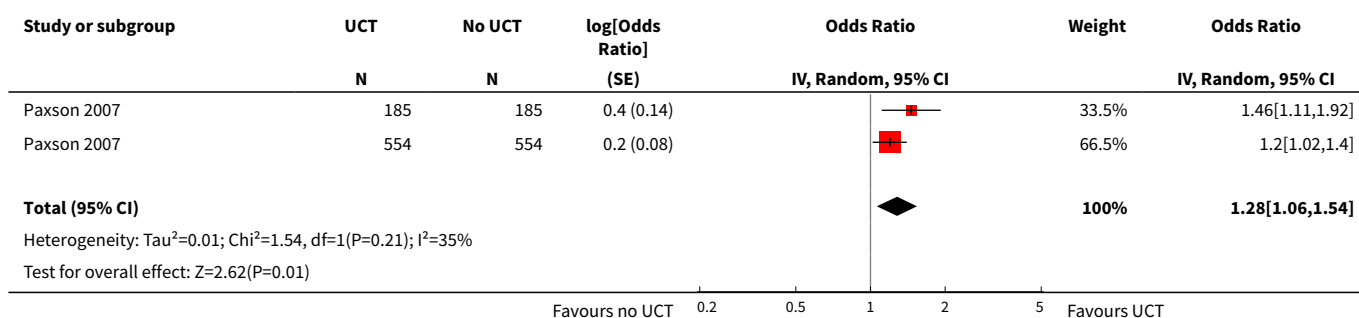 Study or subgroup UCT No UCT log[Odds Ratio] Odds Ratio Weight Odds Ratio
N N (SE) IV, Random, 95% CI IV, Random, 95% CI
Paxson 2007 185 185 0.4 (0.14) 33.5% 1.46[1.11,1.92]
Paxson 2007 554 554 0.2 (0.08) 66.5% 1.2[1.02,1.4]
Total (95% CI) 100% 1.28[1.06,1.54]
Heterogeneity: Tau²=0.01; Chi²=1.54, df=1(P=0.21); I²=35%
Test for overall effect: Z=2.62(P=0.01)
Favours no UCT 0.2 0.5 1 2 5 Favours UCT